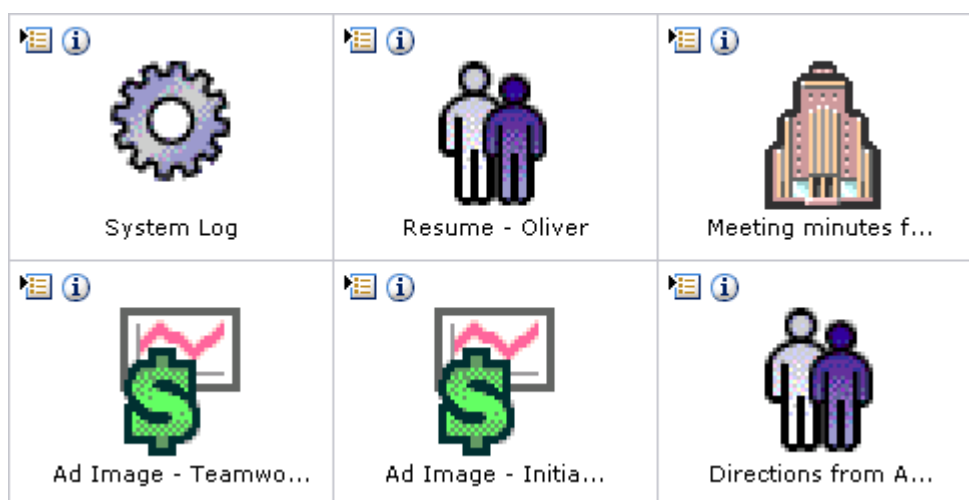 System Log
Resume - Oliver
Meeting minutes f...
Ad Image - Teamwo...
Ad Image - Initia...
Directions from A...